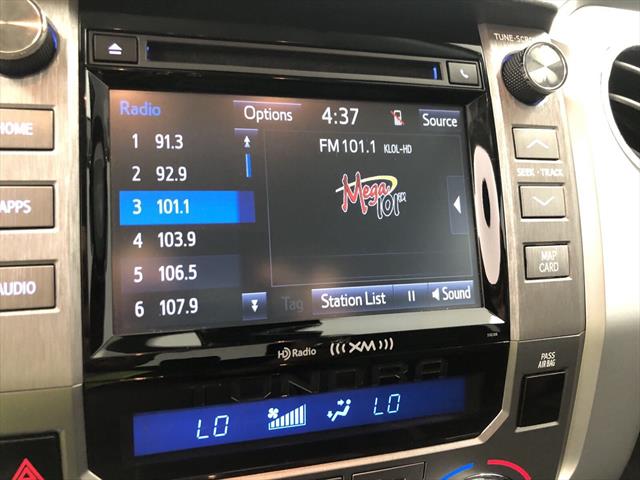 TUNE-SCROLL
Radio
Options
4:37
Source
HOME
1 91.3
FM 101.1 KLOL-HD
2 92.9
Mega 101 FM
SEEK·TRACK
APPS
3 101.1
4 103.9
MAP CARD
AUDIO
5 106.5
6 107.9
Tag
Station List
Sound
HD Radio
((( XM )))
PASS AIR BAG
TUNDRA
LO
LO